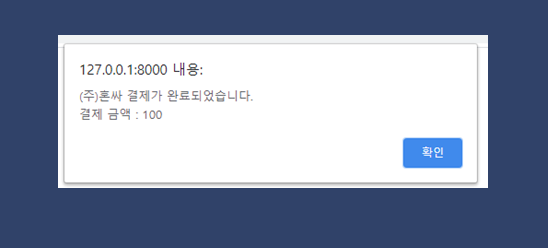 127.0.0.1:8000 내용:
(주)혼싸 결제가 완료되었습니다.
결제 금액 : 100
확인